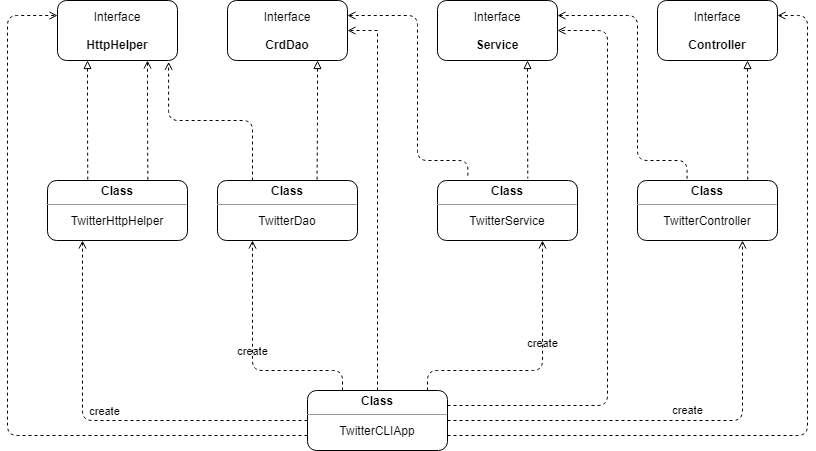 Interface
HttpHelper
Interface
CrdDao
Interface
Service
Interface
Controller
Class
TwitterHttpHelper
Class
TwitterDao
Class
TwitterService
Class
TwitterController
create
create
create
create
Class
TwitterCLIApp